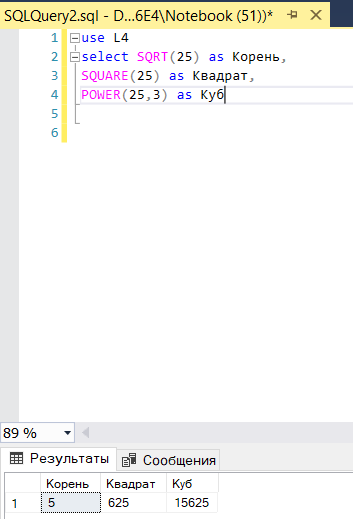 SQLQuery2.sql - D...6E4\Notebook (51))*
1 use L4
2 select SQRT(25) as Корень,
3 SQUARE(25) as Квадрат,
4 POWER(25,3) as Куб
5
6
89 %
Результаты Сообщения
Корень Квадрат Куб
1 5 625 15625